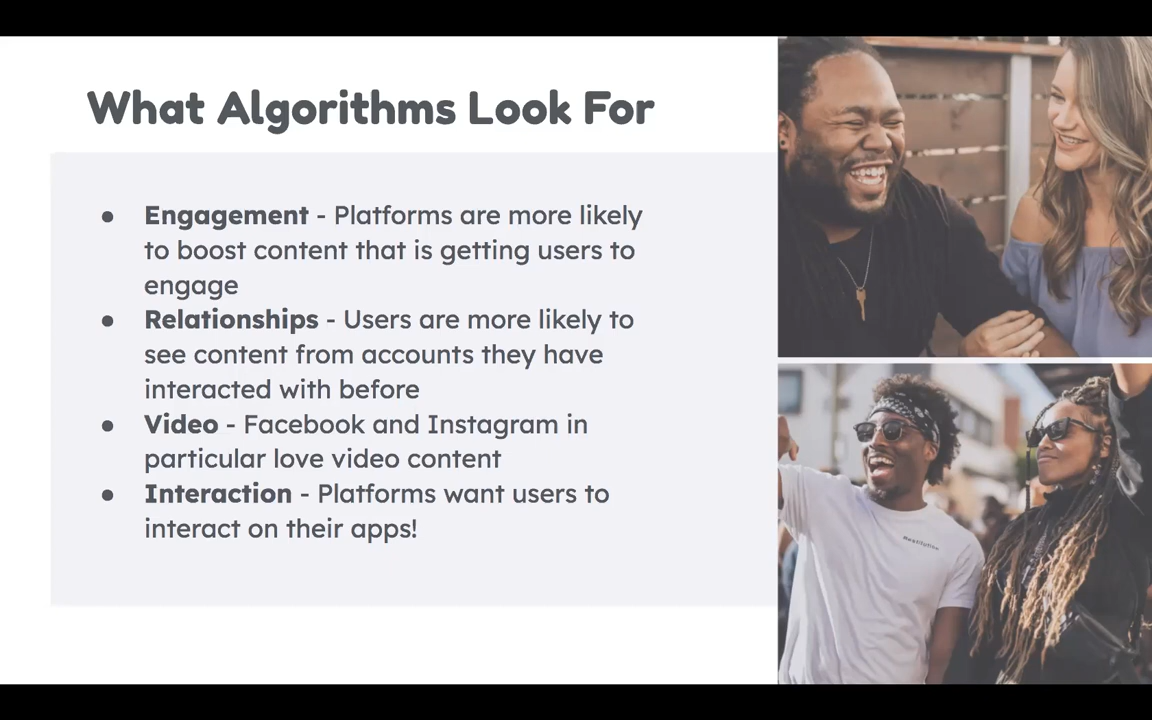 What Algorithms Look For
● Engagement - Platforms are more likely
to boost content that is getting users to
engage
● Relationships - Users are more likely to
see content from accounts they have
interacted with before
● Video - Facebook and Instagram in
particular love video content
● Interaction - Platforms want users to
interact on their apps!